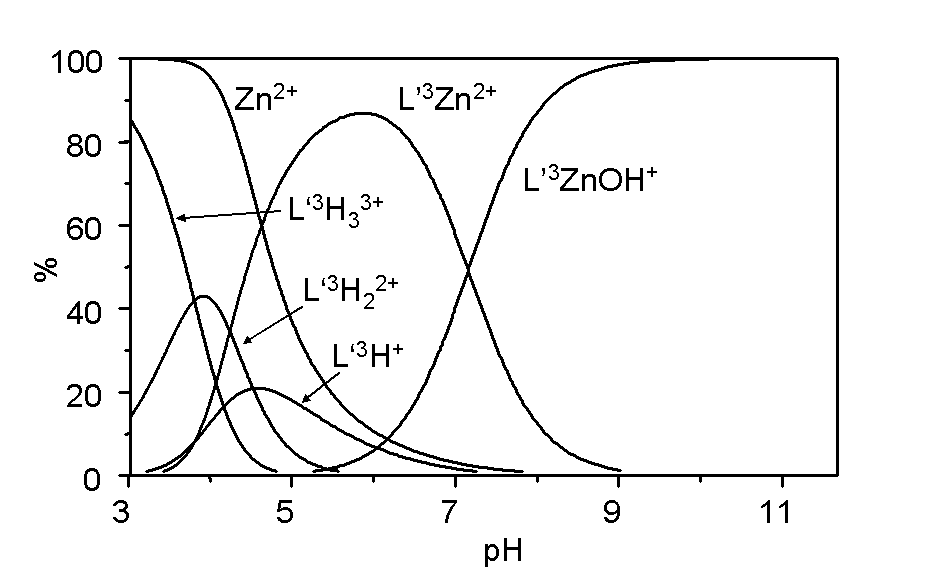 100
80
60
40
20
0
%
Zn²⁺
L’³Zn²⁺
L’³ZnOH⁺
L‘³H₃³⁺
L‘³H₂²⁺
L‘³H⁺
3 5 7 9 11
pH